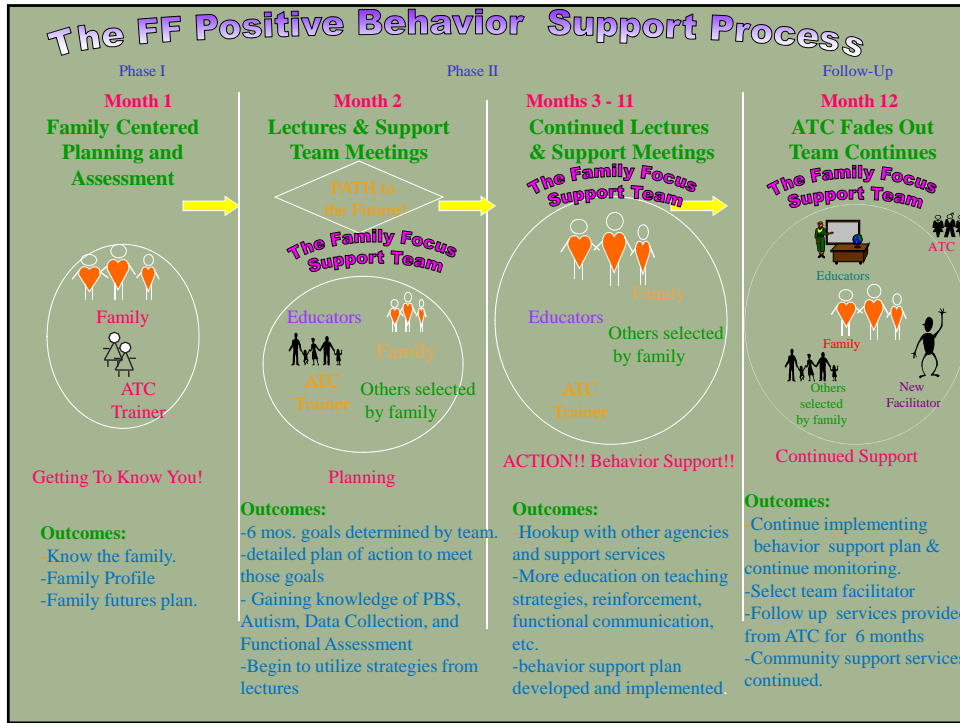 The FF Positive Behavior Support Process
Phase I
Phase II
Follow-Up
Month 1
Family Centered
Planning and
Assessment
Family
ATC
Trainer
Getting To Know You!
Outcomes:
Know the family.
-Family Profile
-Family futures plan.
Month 2
Lectures & Support
Team Meetings
PATH to
the Future!
The Family Focus
Support Team
Educators
Family
ATC
Trainer
Others selected
by family
Planning
Outcomes:
-6 mos. goals determined by team.
-detailed plan of action to meet
those goals
- Gaining knowledge of PBS,
Autism, Data Collection, and
Functional Assessment
-Begin to utilize strategies from
lectures
Months 3 - 11
Continued Lectures
& Support Meetings
The Family Focus
Support Team
Family
Educators
Others selected
by family
ATC
Trainer
ACTION!! Behavior Support!!
Outcomes:
-Hookup with other agencies
and support services
-More education on teaching
strategies, reinforcement,
functional communication,
etc.
-behavior support plan
developed and implemented.
Month 12
ATC Fades Out
Team Continues
The Family Focus
Support Team
ATC
Educators
Family
Others
selected
by family
New
Facilitator
Continued Support
Outcomes:
-Continue implementing
behavior support plan &
continue monitoring.
-Select team facilitator
-Follow up services provided
from ATC for 6 months
-Community support services
continued.